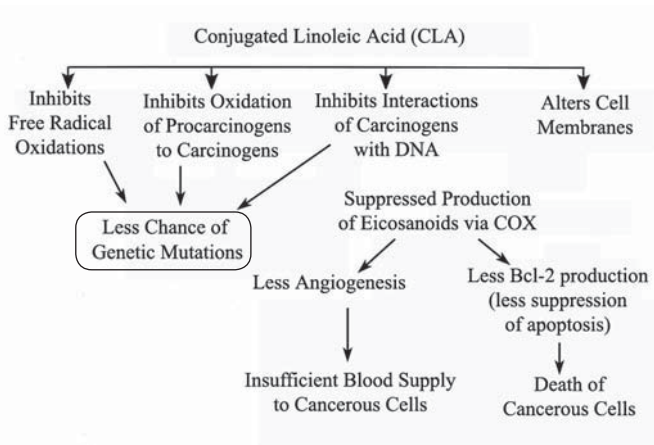 Conjugated Linoleic Acid (CLA)
Inhibits
Free Radical
Oxidations
Inhibits Oxidation
of Procarcinogens
to Carcinogens
Inhibits Interactions
of Carcinogens
with DNA
Alters Cell
Membranes
Less Chance of
Genetic Mutations
Suppressed Production
of Eicosanoids via COX
Less Angiogenesis
Less Bcl-2 production
(less suppression
of apoptosis)
Insufficient Blood Supply
to Cancerous Cells
Death of
Cancerous Cells